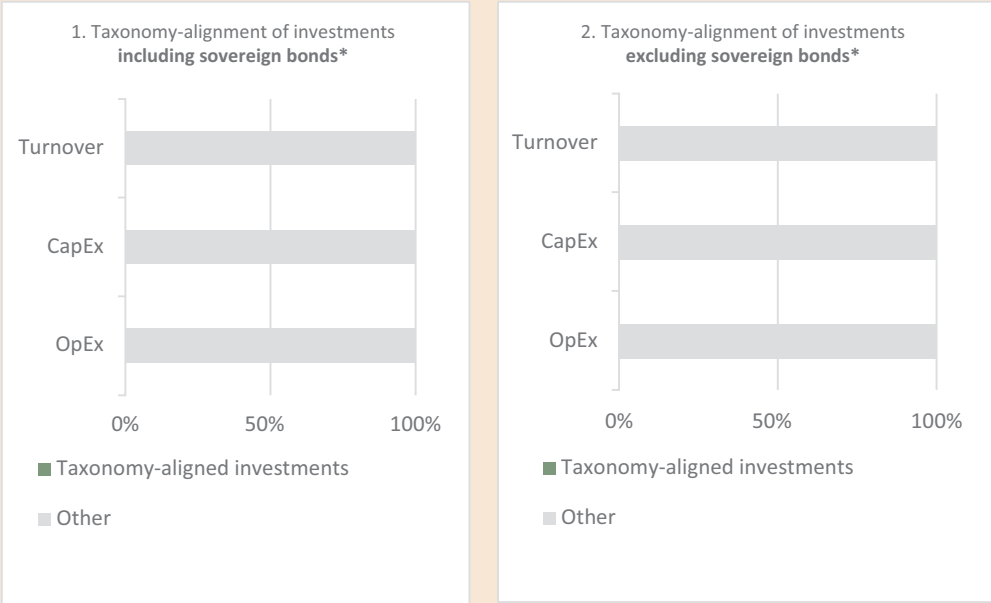 1. Taxonomy-alignment of investments
including sovereign bonds*
Turnover
CapEx
OpEx
0% 50% 100%
Taxonomy-aligned investments
Other
2. Taxonomy-alignment of investments
excluding sovereign bonds*
Turnover
CapEx
OpEx
0% 50% 100%
Taxonomy-aligned investments
Other